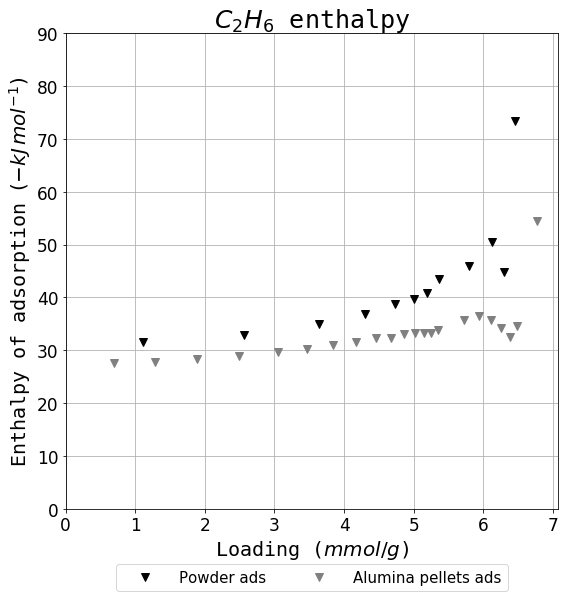 C₂H₆ enthalpy
90
80
70
60
50
40
30
20
10
0
Enthalpy of adsorption (−kJ mol⁻¹)
0 1 2 3 4 5 6 7
Loading (mmol/g)
Powder ads Alumina pellets ads